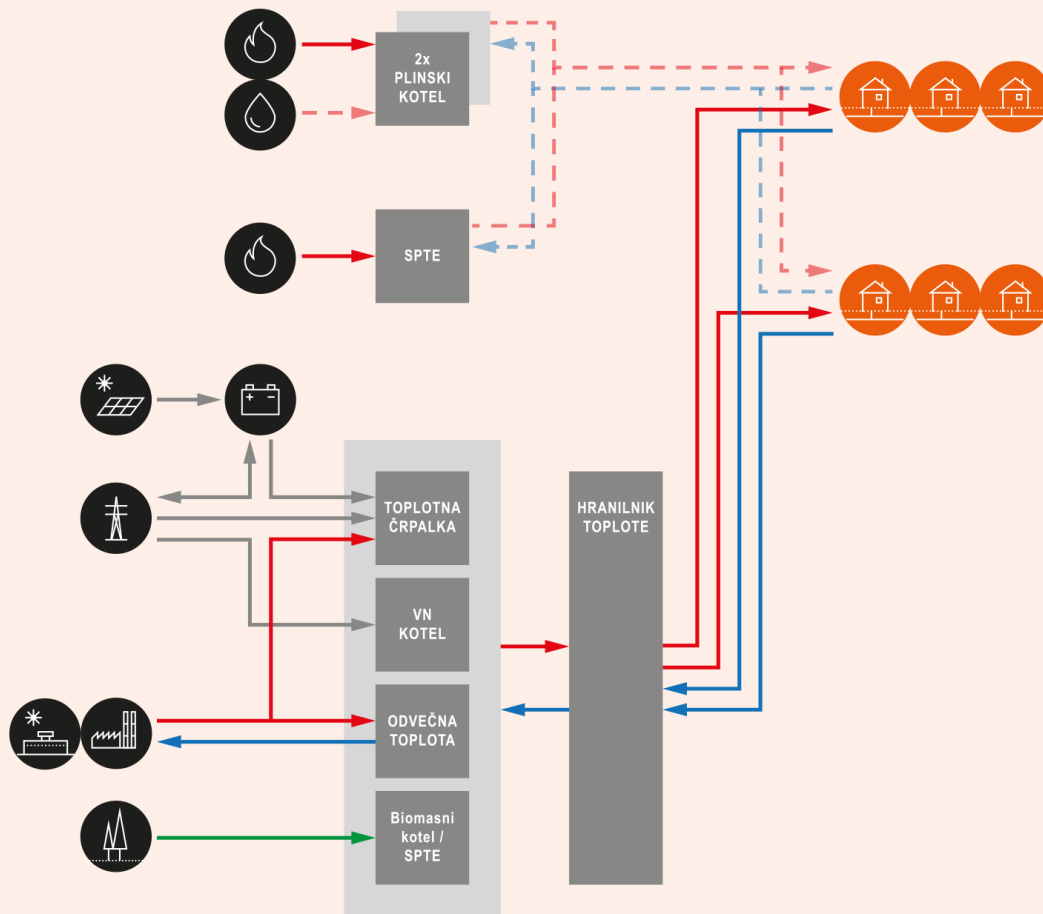 2x
PLINSKI
KOTEL
SPTE
TOPLOTNA
ČRPALKA
HRANILNIK
TOPLOTE
VN
KOTEL
ODVEČNA
TOPLOTA
Biomasni
kotel /
SPTE